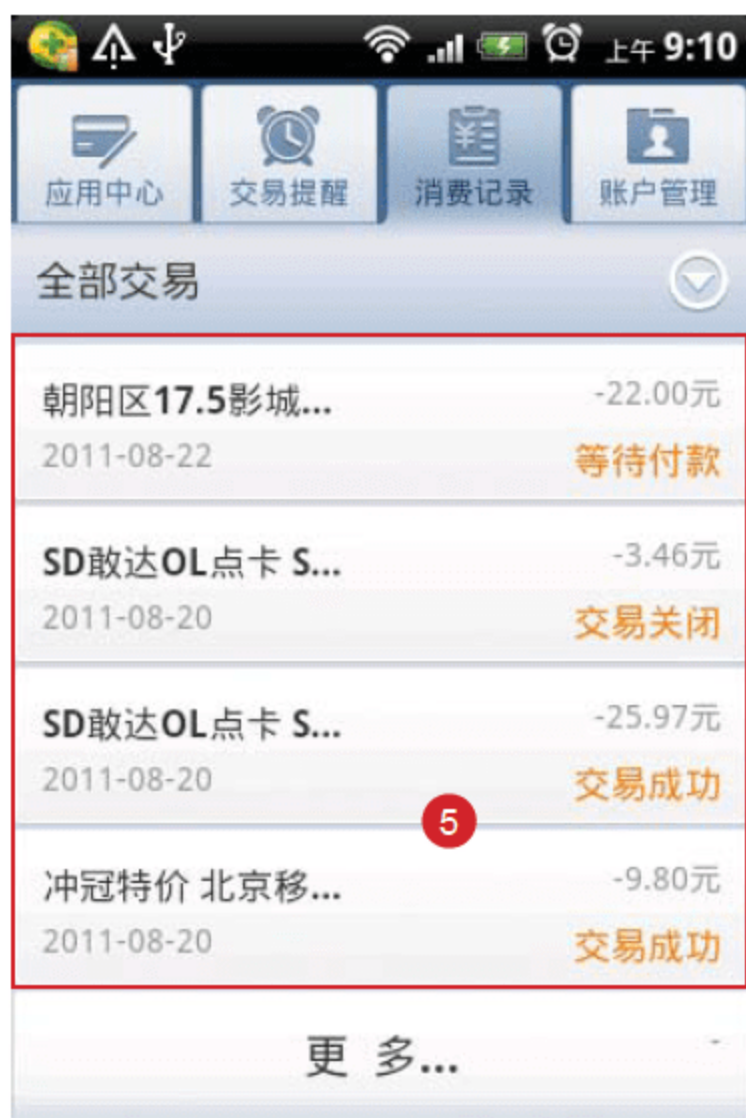 上午 9:10
应用中心 交易提醒 消费记录 账户管理
全部交易
朝阳区17.5影城... -22.00元
2011-08-22 等待付款
SD敢达OL点卡 S... -3.46元
2011-08-20 交易关闭
SD敢达OL点卡 S... -25.97元
2011-08-20 交易成功
5
冲冠特价 北京移... -9.80元
2011-08-20 交易成功
更 多...